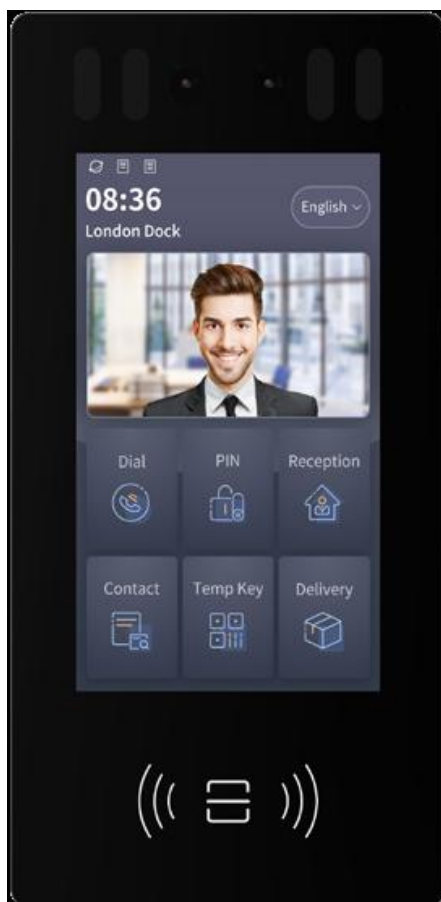 08:36
English
London Dock
Dial PIN Reception
Contact Temp Key Delivery